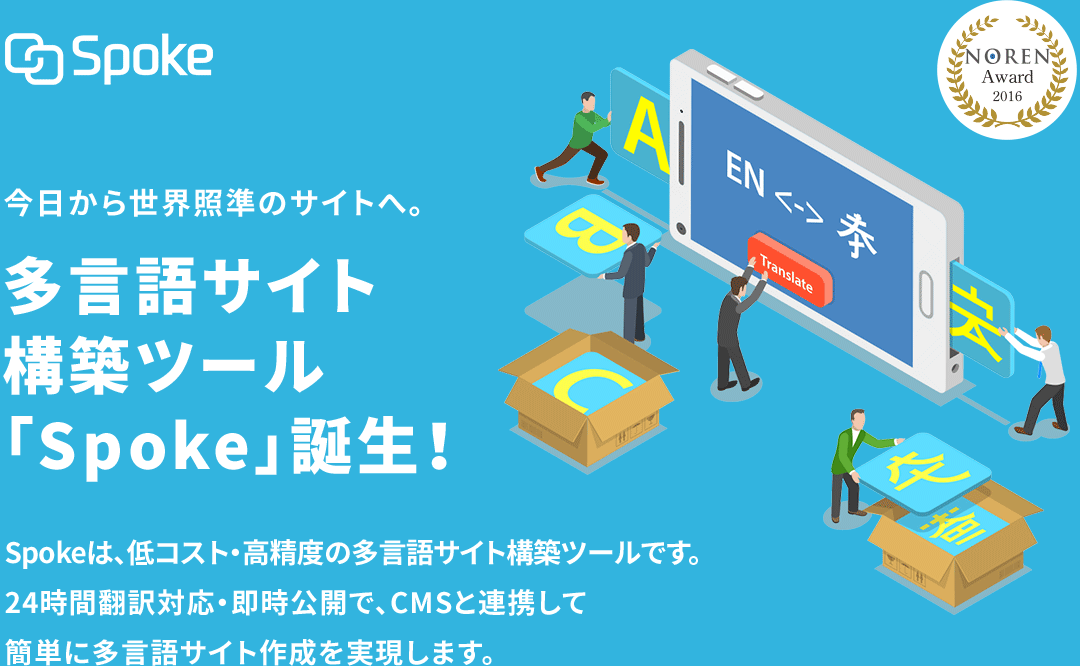 Spoke
NOREN
Award
2016
今日から世界照準のサイトへ。
多言語サイト
構築ツール
「Spoke」誕生！
Spokeは、低コスト・高精度の多言語サイト構築ツールです。
24時間翻訳対応・即時公開で、CMSと連携して
簡単に多言語サイト作成を実現します。
A
EN <->
Translate
B
C